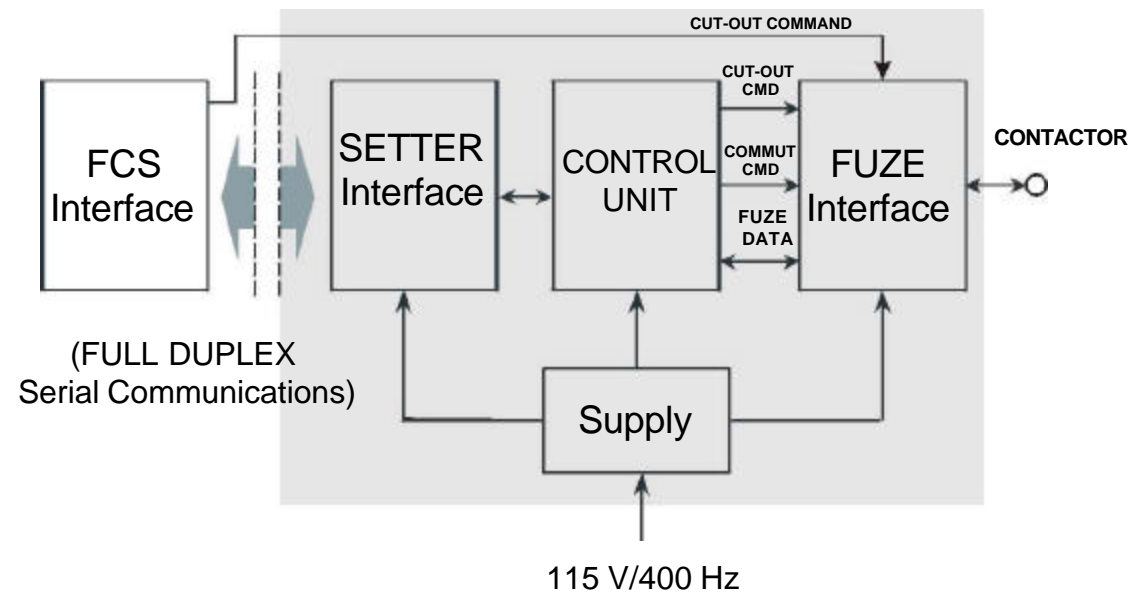 CUT-OUT COMMAND
FCS
Interface
SETTER
Interface
CONTROL
UNIT
CUT-OUT
CMD
COMMUT
CMD
FUZE
DATA
FUZE
Interface
CONTACTOR
(FULL DUPLEX
Serial Communications)
Supply
115 V/400 Hz